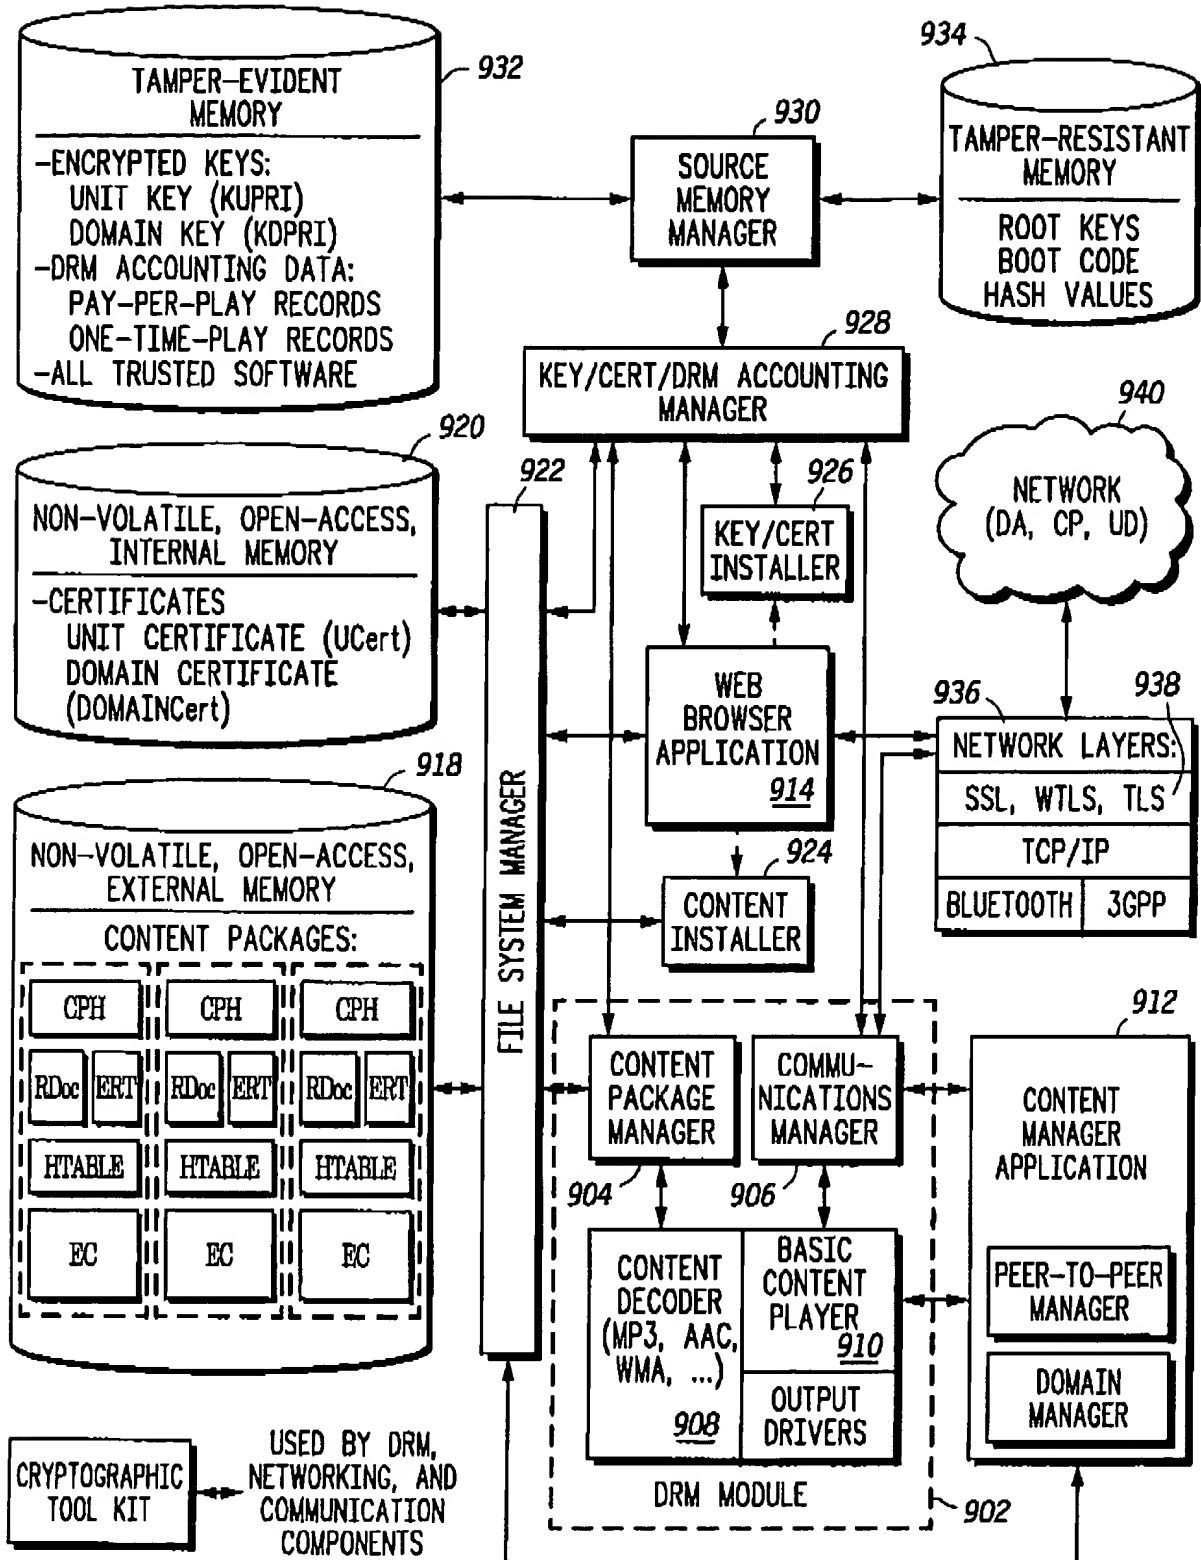 932
TAMPER-EVIDENT
MEMORY
-ENCRYPTED KEYS:
UNIT KEY (KUPRI)
DOMAIN KEY (KDPRI)
-DRM ACCOUNTING DATA:
PAY-PER-PLAY RECORDS
ONE-TIME-PLAY RECORDS
-ALL TRUSTED SOFTWARE
930
SOURCE
MEMORY
MANAGER
934
TAMPER-RESISTANT
MEMORY
ROOT KEYS
BOOT CODE
HASH VALUES
928
KEY/CERT/DRM ACCOUNTING
MANAGER
920
NON-VOLATILE, OPEN-ACCESS,
INTERNAL MEMORY
-CERTIFICATES
UNIT CERTIFICATE (UCert)
DOMAIN CERTIFICATE
(DOMAINCert)
922
FILE SYSTEM MANAGER
926
KEY/CERT
INSTALLER
940
NETWORK
(DA, CP, UD)
WEB
BROWSER
APPLICATION
914
936
938
NETWORK LAYERS:
SSL, WTLS, TLS
TCP/IP
BLUETOOTH
3GPP
918
NON-VOLATILE, OPEN-ACCESS,
EXTERNAL MEMORY
CONTENT PACKAGES:
CPH
CPH
CPH
RDoc
ERT
RDoc
ERT
RDoc
ERT
HTABLE
HTABLE
HTABLE
EC
EC
EC
924
CONTENT
INSTALLER
CONTENT
PACKAGE
MANAGER
904
COMMU-
NICATIONS
MANAGER
906
912
CONTENT
MANAGER
APPLICATION
PEER-TO-PEER
MANAGER
DOMAIN
MANAGER
CONTENT
DECODER
(MP3, AAC,
WMA, ...)
908
BASIC
CONTENT
PLAYER
910
OUTPUT
DRIVERS
DRM MODULE
902
CRYPTOGRAPHIC
TOOL KIT
USED BY DRM,
NETWORKING, AND
COMMUNICATION
COMPONENTS